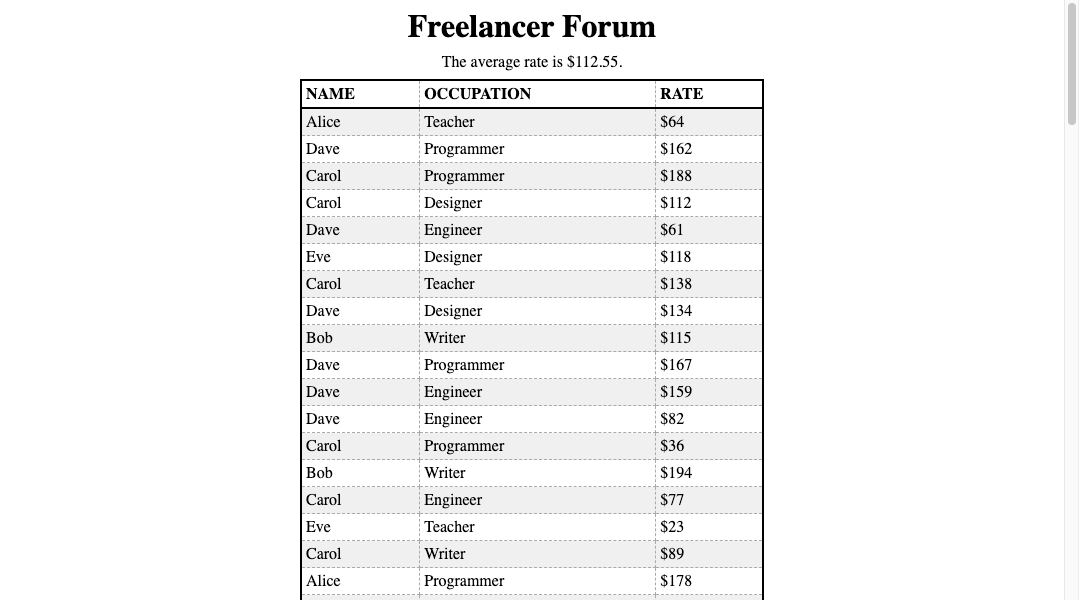 Freelancer Forum
The average rate is $112.55.
NAME OCCUPATION RATE
Alice Teacher $64
Dave Programmer $162
Carol Programmer $188
Carol Designer $112
Dave Engineer $61
Eve Designer $118
Carol Teacher $138
Dave Designer $134
Bob Writer $115
Dave Programmer $167
Dave Engineer $159
Dave Engineer $82
Carol Programmer $36
Bob Writer $194
Carol Engineer $77
Eve Teacher $23
Carol Writer $89
Alice Programmer $178